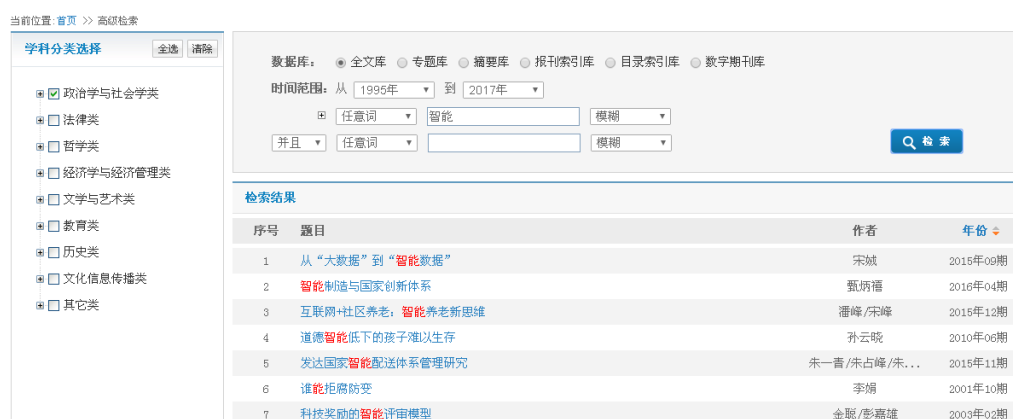 当前位置:首页 >> 高级检索
学科分类选择 全选 清除
政治学与社会学类
法律类
哲学类
经济学与经济管理类
文学与艺术类
教育类
历史类
文化信息传播类
其它类
数据库： 全文库 专题库 摘要库 报刊索引库 目录索引库 数字期刊库
时间范围： 从 1995年 到 2017年
任意词 智能 模糊
并且 任意词 模糊
检索
检索结果
序号 题目 作者 年份
1 从“大数据”到“智能数据” 宋娀 2015年09期
2 智能制造与国家创新体系 甄炳禧 2016年04期
3 互联网+社区养老：智能养老新思维 潘峰/宋峰 2015年12期
4 道德智能低下的孩子难以生存 孙云晓 2010年06期
5 发达国家智能配送体系管理研究 朱一青/朱占峰/朱... 2015年11期
6 谁能拒腐防变 李娟 2001年10期
7 科技奖励的智能评审模型 金聪/彭嘉雄 2003年02期